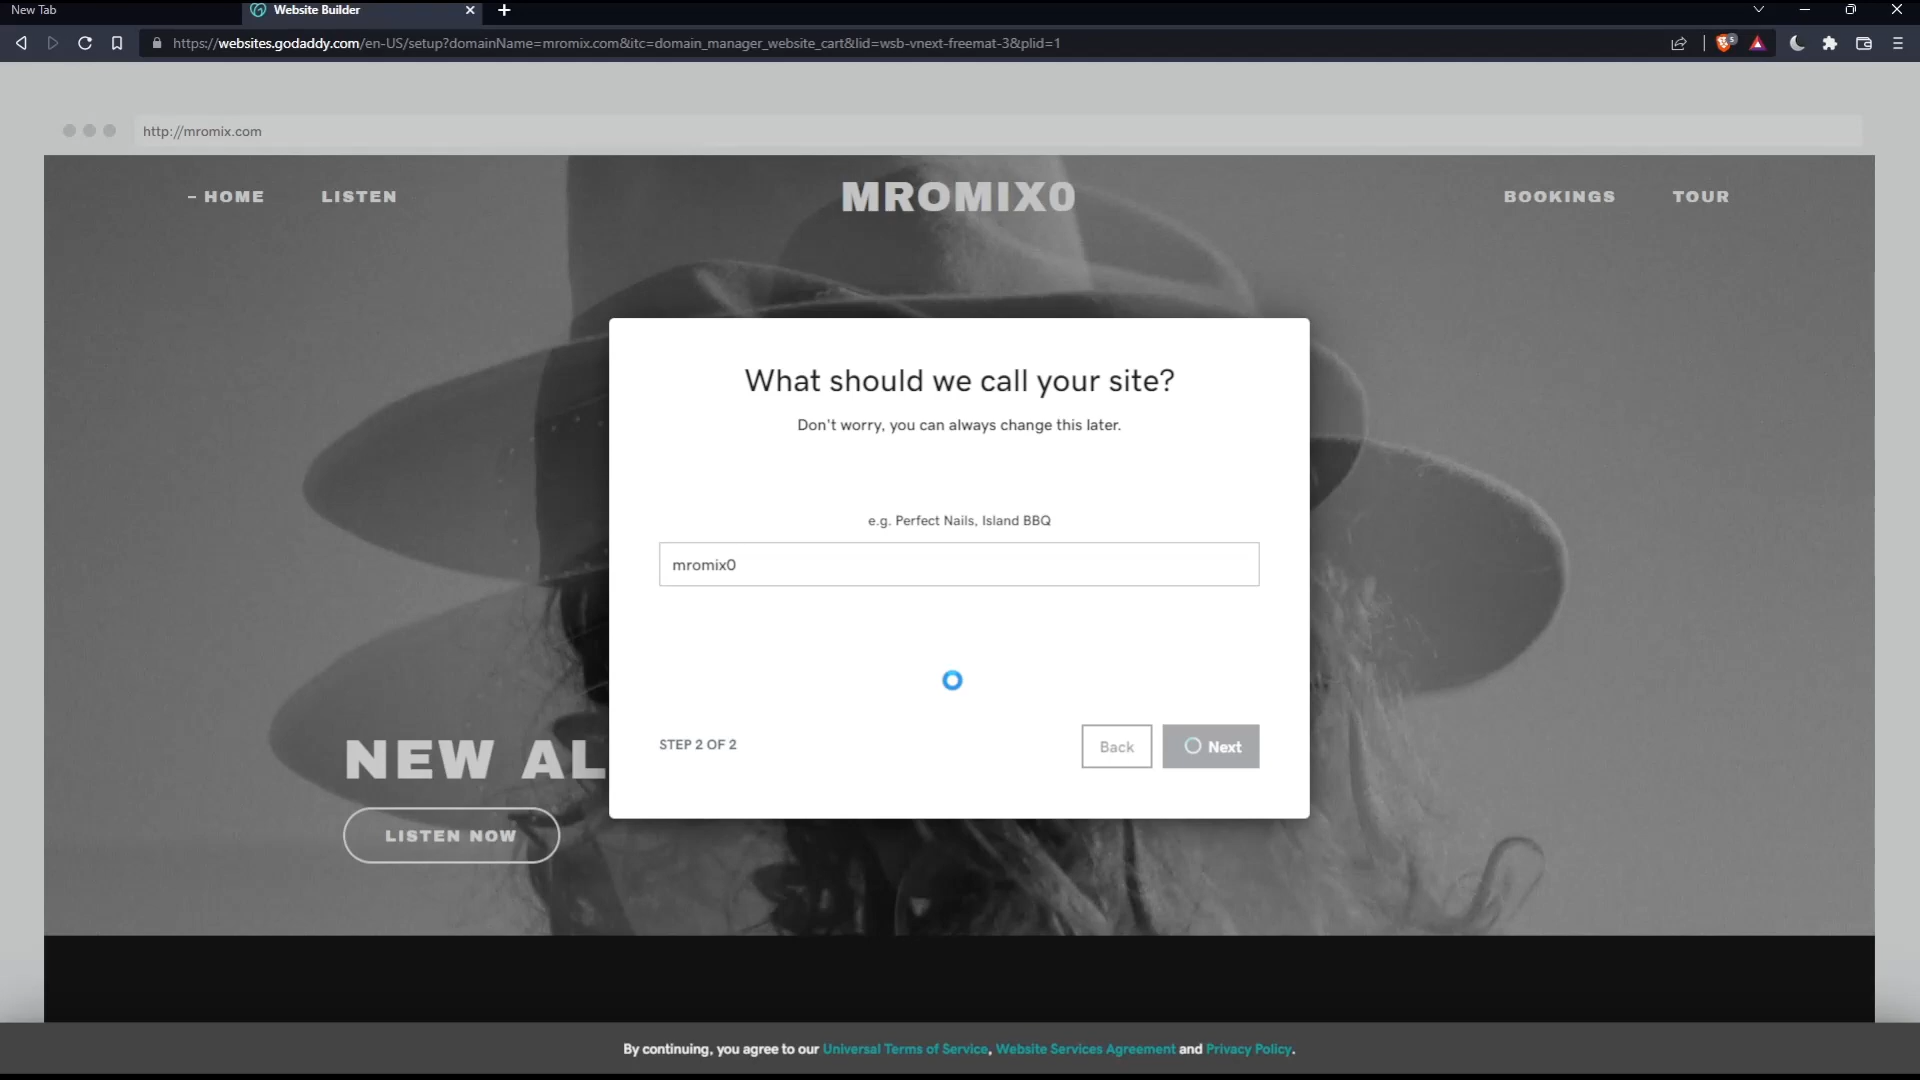 New Tab
Website Builder
https://websites.godaddy.com/en-US/setup?domainName=mromix.com&itc=domain_manager_website_cart&lid=wsb-vnext-freemat-3&plid=1
5
http://mromix.com
– HOME
LISTEN
MROMIX0
BOOKINGS
TOUR
What should we call your site?
Don't worry, you can always change this later.
e.g. Perfect Nails, Island BBQ
mromix0
STEP 2 OF 2
Back
Next
NEW AL
LISTEN NOW
By continuing, you agree to our Universal Terms of Service, Website Services Agreement and Privacy Policy.